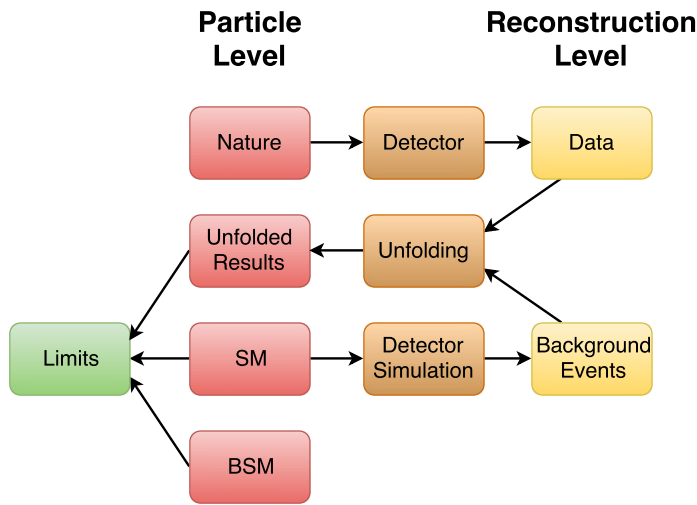 Particle
Level
Reconstruction
Level
Nature
Detector
Data
Unfolded
Results
Unfolding
Limits
SM
Detector
Simulation
Background
Events
BSM